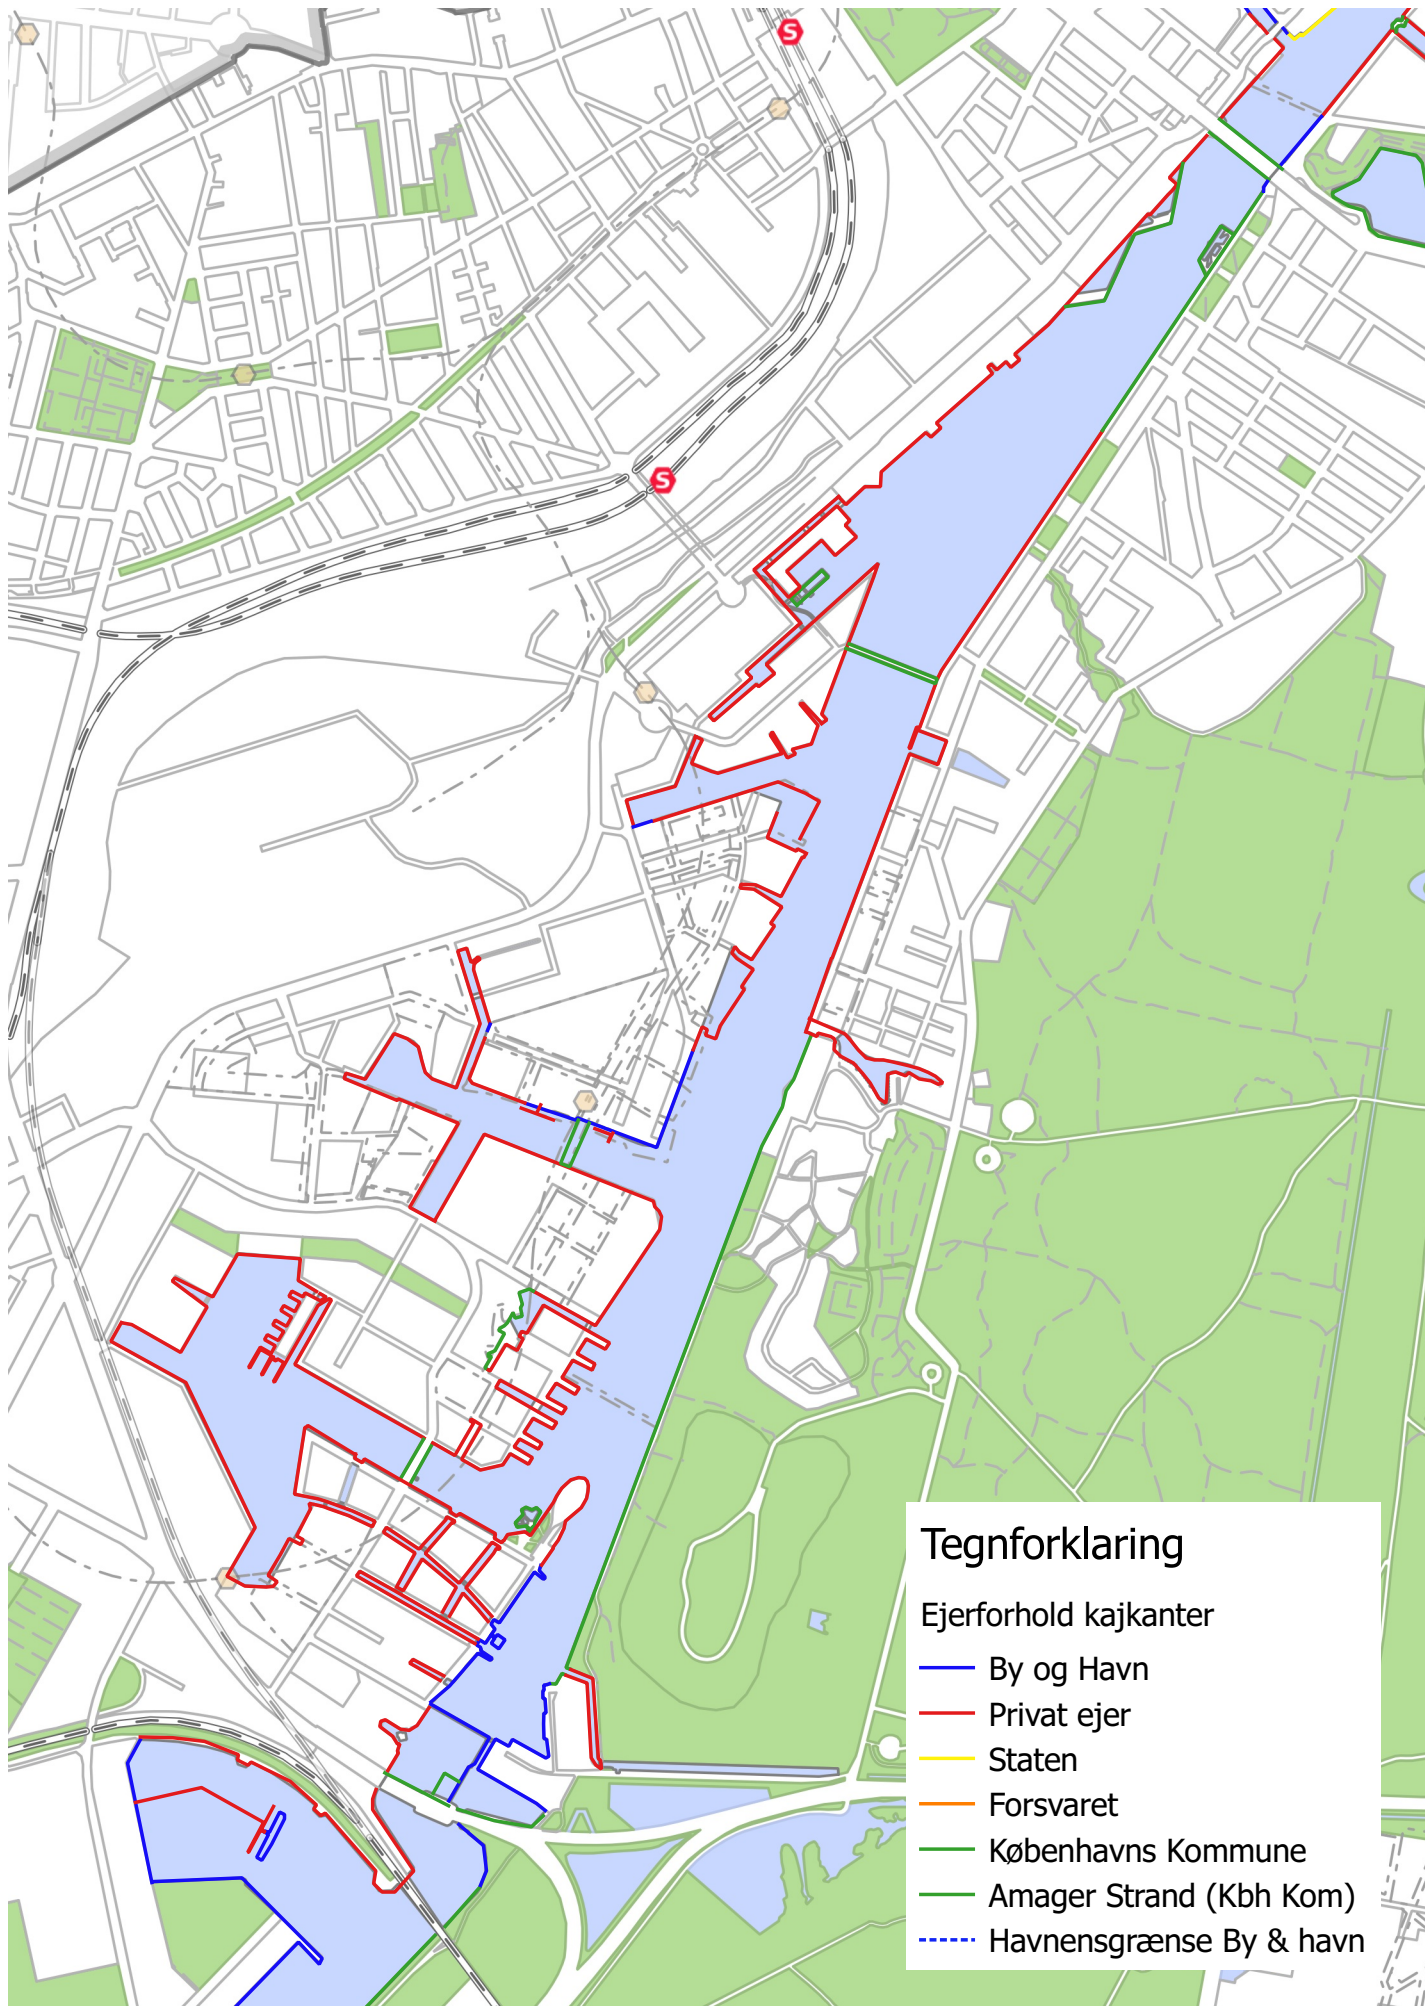 S
S
Tegnforklaring
Ejerforhold kajkanter
By og Havn
Privat ejer
Staten
Forsvaret
Københavns Kommune
Amager Strand (Kbh Kom)
Havnensgrænse By & havn